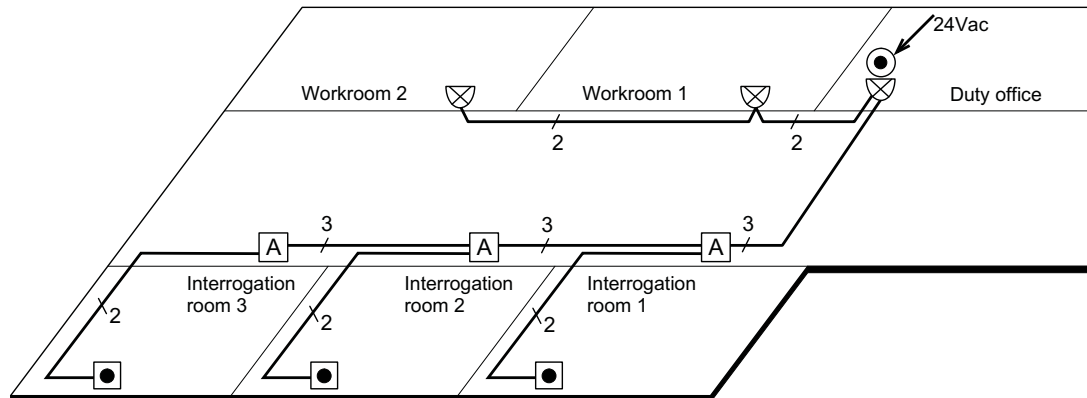 24Vac
Workroom 2
Workroom 1
Duty office
2
2
3
3
3
A
A
A
Interrogation
room 3
Interrogation
room 2
Interrogation
room 1
2
2
2